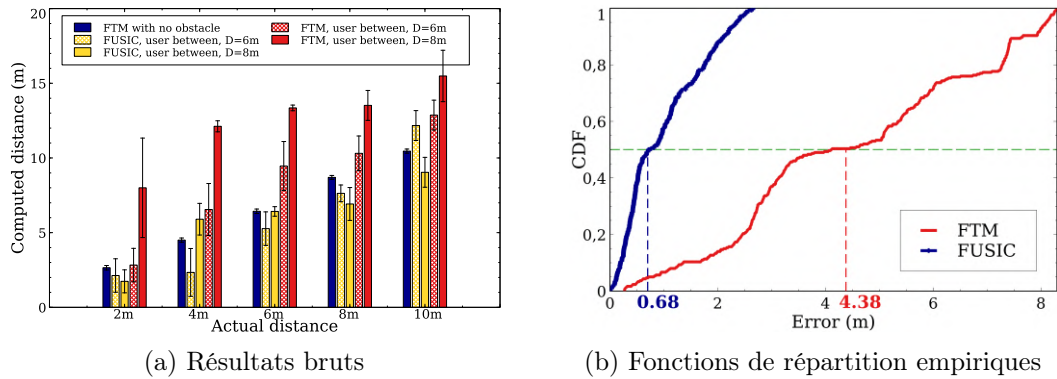 FTM with no obstacle
FUSIC, user between, D=6m
FUSIC, user between, D=8m
FTM, user between, D=6m
FTM, user between, D=8m
Computed distance (m)
20
15
10
5
0
2m
4m
6m
8m
10m
Actual distance
(a) Résultats bruts
CDF
1
0,8
0,6
0,4
0,2
0
FTM
FUSIC
0
0.68
2
4
4.38
6
8
Error (m)
(b) Fonctions de répartition empiriques